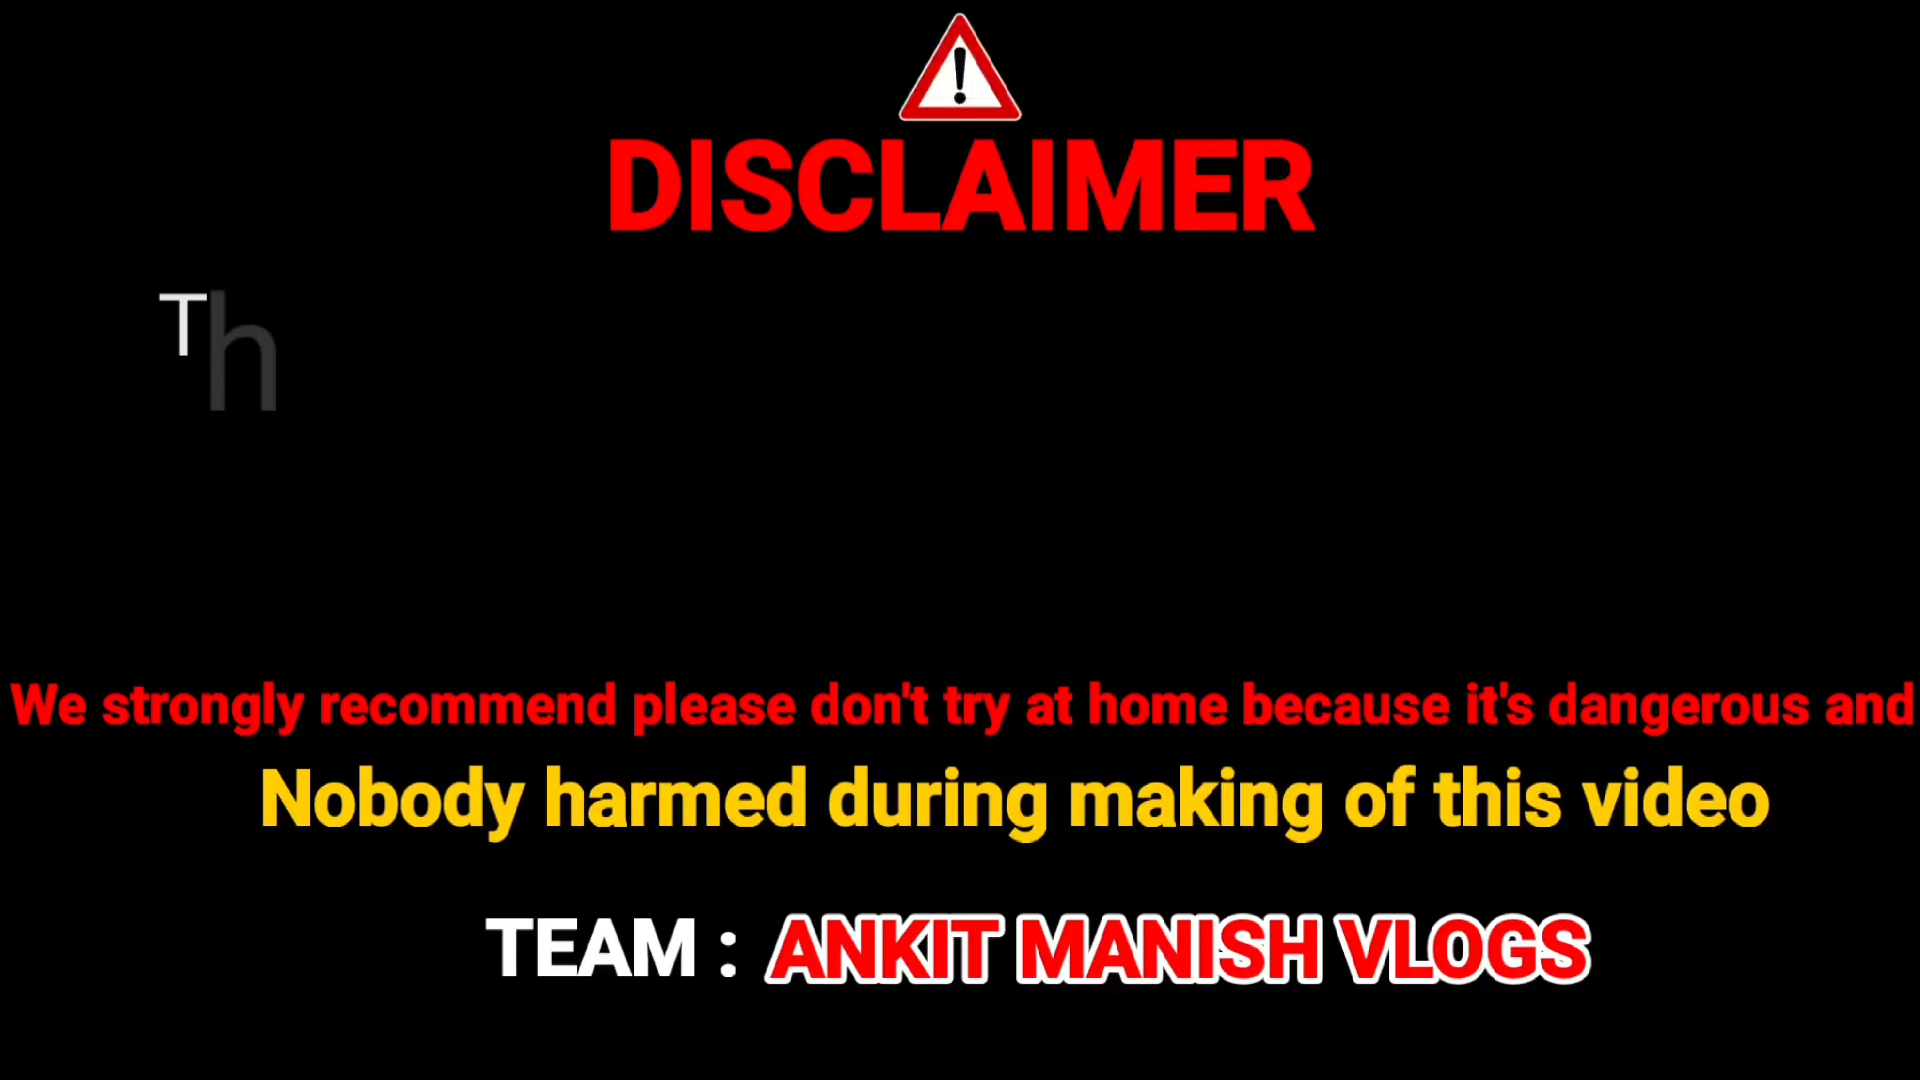 DISCLAIMER
Th
We strongly recommend please don't try at home because it's dangerous and
Nobody harmed during making of this video
TEAM : ANKIT MANISH VLOGS